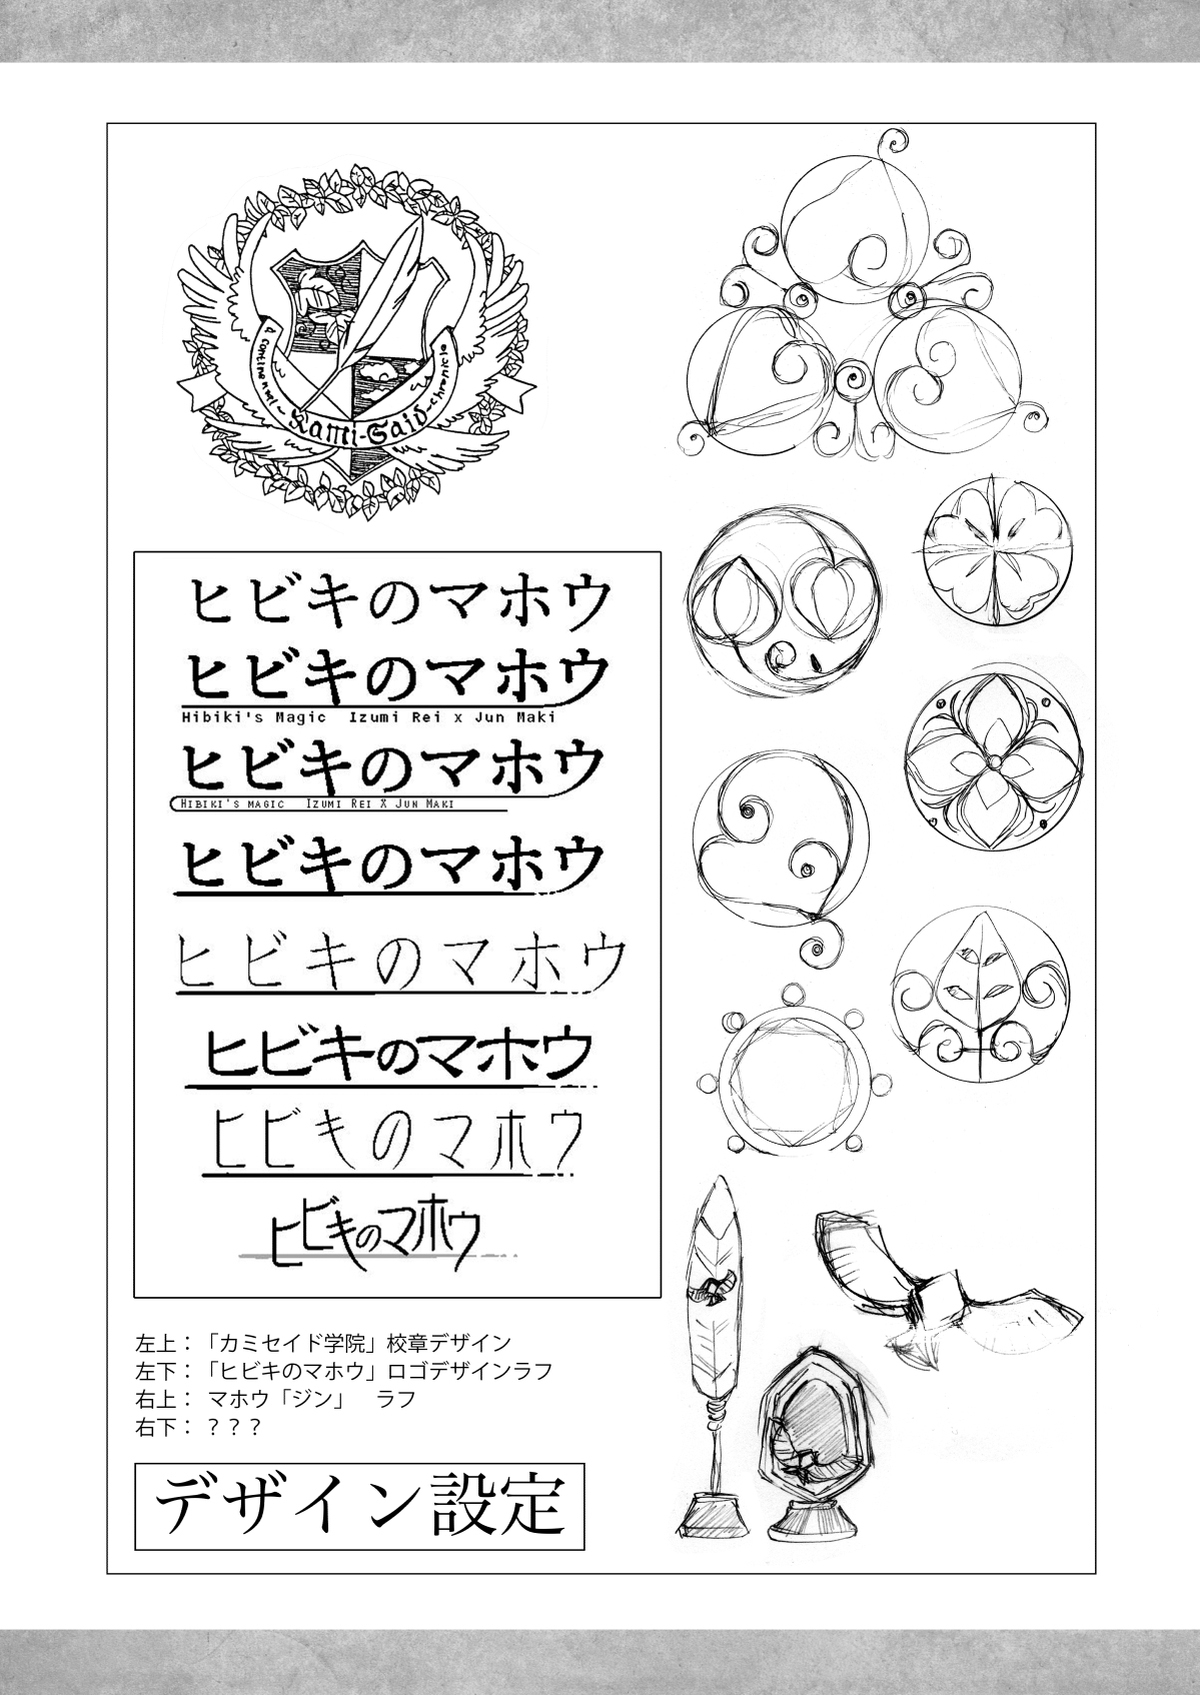 A continental~
Kami-Said
~chronicle
ヒビキのマホウ
ヒビキのマホウ
Hibiki's Magic Izumi Rei x Jun Maki
ヒビキのマホウ
HIBIKI'S MAGIC IZUMI REI X JUN MAKI
ヒビキのマホウ
ヒビキのマホウ
ヒビキのマホウ
ヒビキのマホウ
ヒビキのマホウ
左上：「カミセイド学院」校章デザイン
左下：「ヒビキのマホウ」ロゴデザインラフ
右上： マホウ「ジン」 ラフ
右下： ？？？
デザイン設定